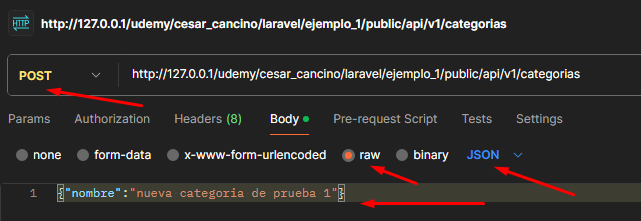 HTTP http://127.0.0.1/udemy/cesar_cancino/laravel/ejemplo_1/public/api/v1/categorias
POST http://127.0.0.1/udemy/cesar_cancino/laravel/ejemplo_1/public/api/v1/categorias
Params Authorization Headers (8) Body Pre-request Script Tests Settings
none form-data x-www-form-urlencoded raw binary JSON
1 {"nombre":"nueva categoria de prueba 1"}